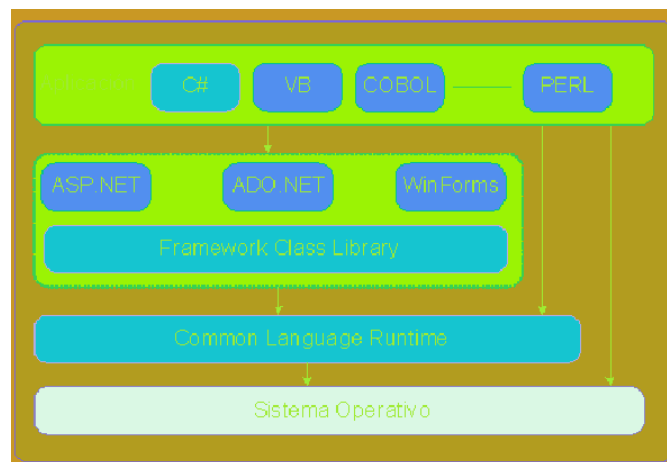 C# VB COBOL PERL
ASP.NET ADO.NET WinForms
Framework Class Library
Common Language Runtime
Sistema Operativo